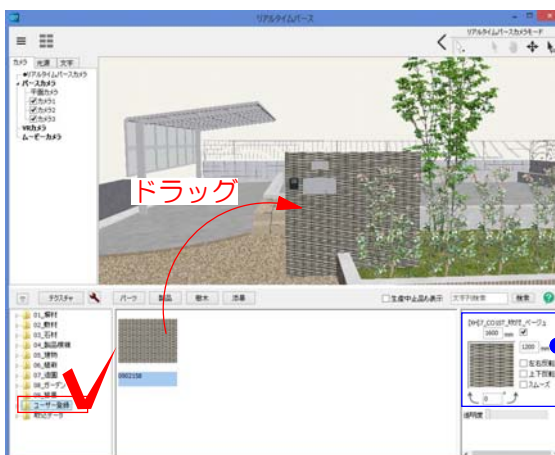 リアルタイムパース
リアルタイムパースカメラモード
カメラ 光源 文字
リアルタイムパースカメラ
パースカメラ
平面カメラ
カメラ1
カメラ2
カメラ3
VRカメラ
ムービーカメラ
ドラッグ
テクスチャ パーツ 製品 樹木 添景 生産中止品も表示 文字列検索 検索
01_解材
02_敷材
03_石材
04_製品模様
05_建物
06_植栽
07_造園
08_ガーデン
ユーザー登録
0902158
1600 mm
1200 mm
左右反転
上下反転
スムーズ
0
透明度